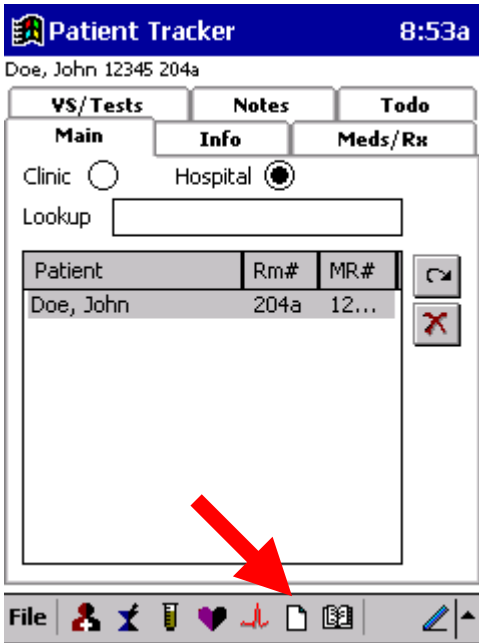 Patient Tracker 8:53a
Doe, John 12345 204a
VS/Tests Notes Todo
Main Info Meds/Rx
Clinic Hospital
Lookup
Patient Rm# MR#
Doe, John 204a 12...
File